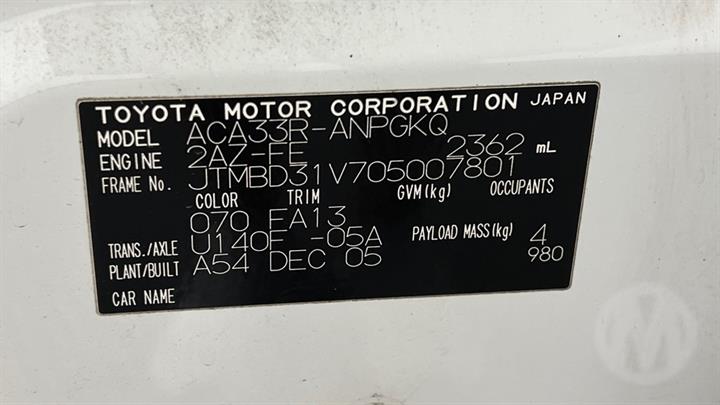 TOYOTA MOTOR CORPORATION JAPAN
MODEL ACA33R-ANPGKQ
ENGINE 2AZ-FE 2362 mL
FRAME No. JTMBD31V705007801
COLOR TRIM GVM(kg) OCCUPANTS
070 FA13
TRANS./AXLE U140F -05A PAYLOAD MASS(kg) 4
PLANT/BUILT A54 DEC 05 980
CAR NAME
M